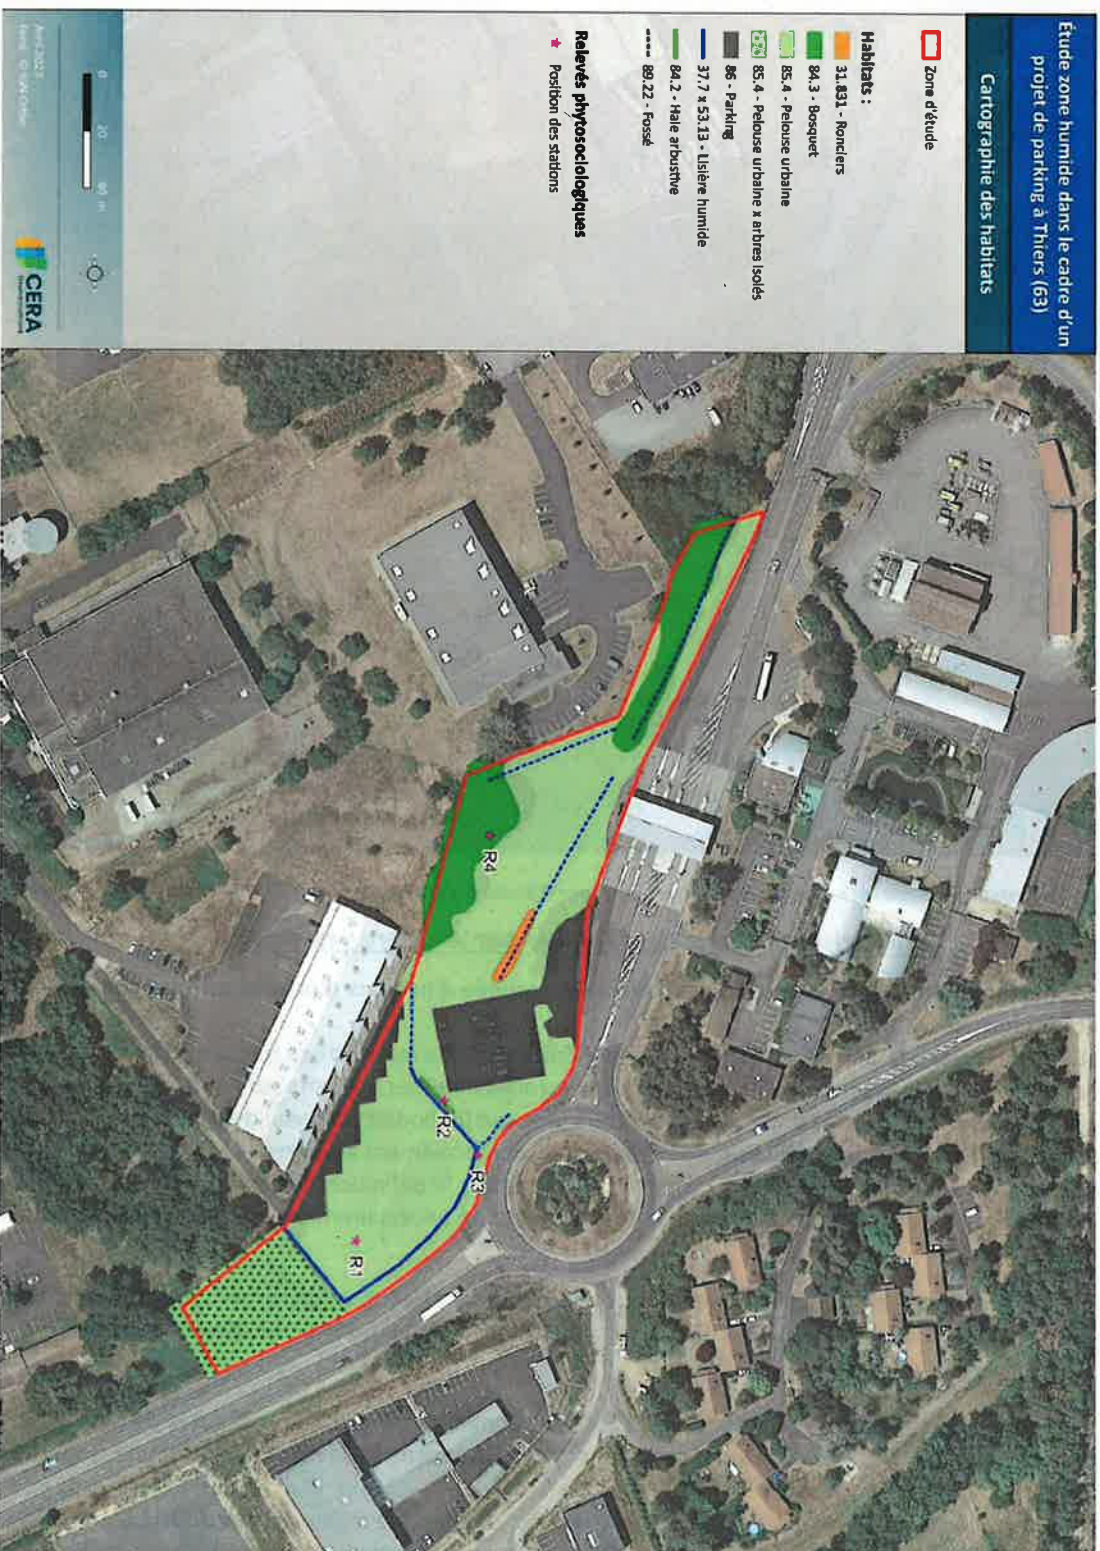 Étude zone humide dans le cadre d'un
projet de parking à Thiers (63)
Cartographie des habitats
Zone d'étude
Habitats :
31.831 - Ronciers
84.3 - Bosquet
85.4 - Pelouse urbaine
85.4 - Pelouse urbaine x arbres isolés
86 - Parking
37.7 x 53.13 - Lisière humide
84.2 - Haie arbustive
89.22 - Fossé
Relevés phytosociologiques
Position des stations
0 20
CERA
R4
R2
R3
R1